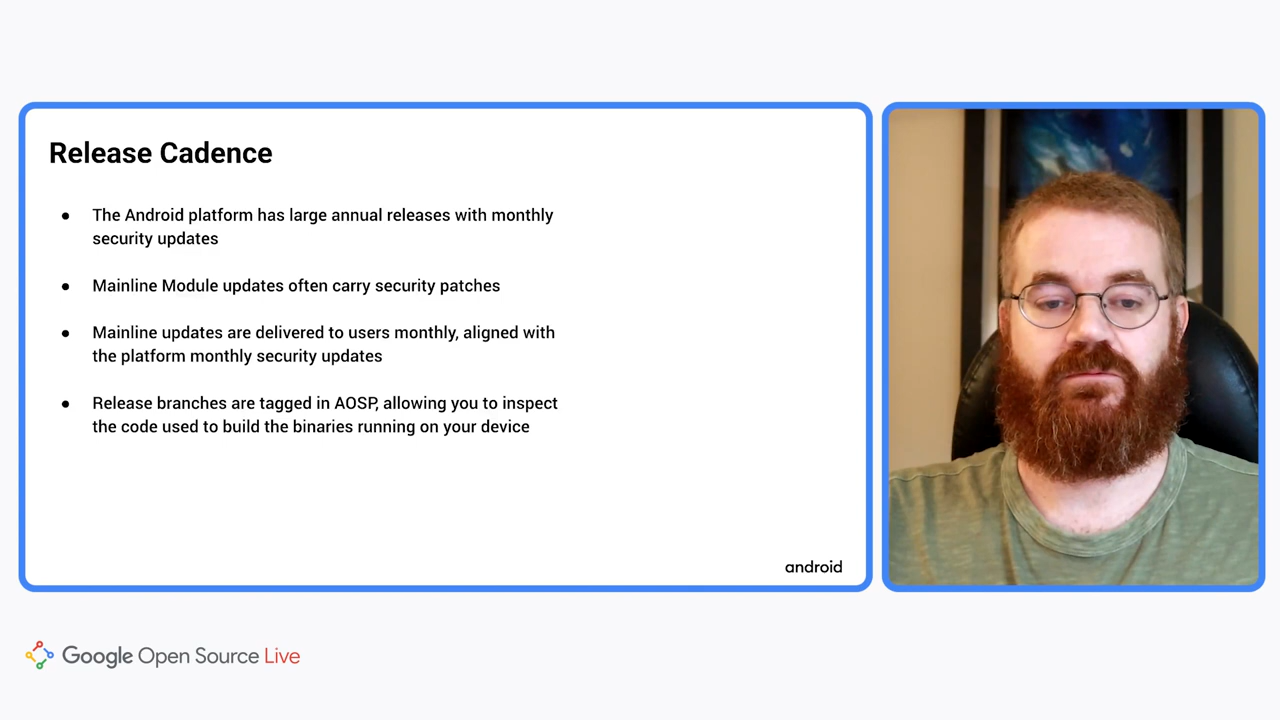 Release Cadence
● The Android platform has large annual releases with monthly
security updates
● Mainline Module updates often carry security patches
● Mainline updates are delivered to users monthly, aligned with
the platform monthly security updates
● Release branches are tagged in AOSP, allowing you to inspect
the code used to build the binaries running on your device
android
Google Open Source Live